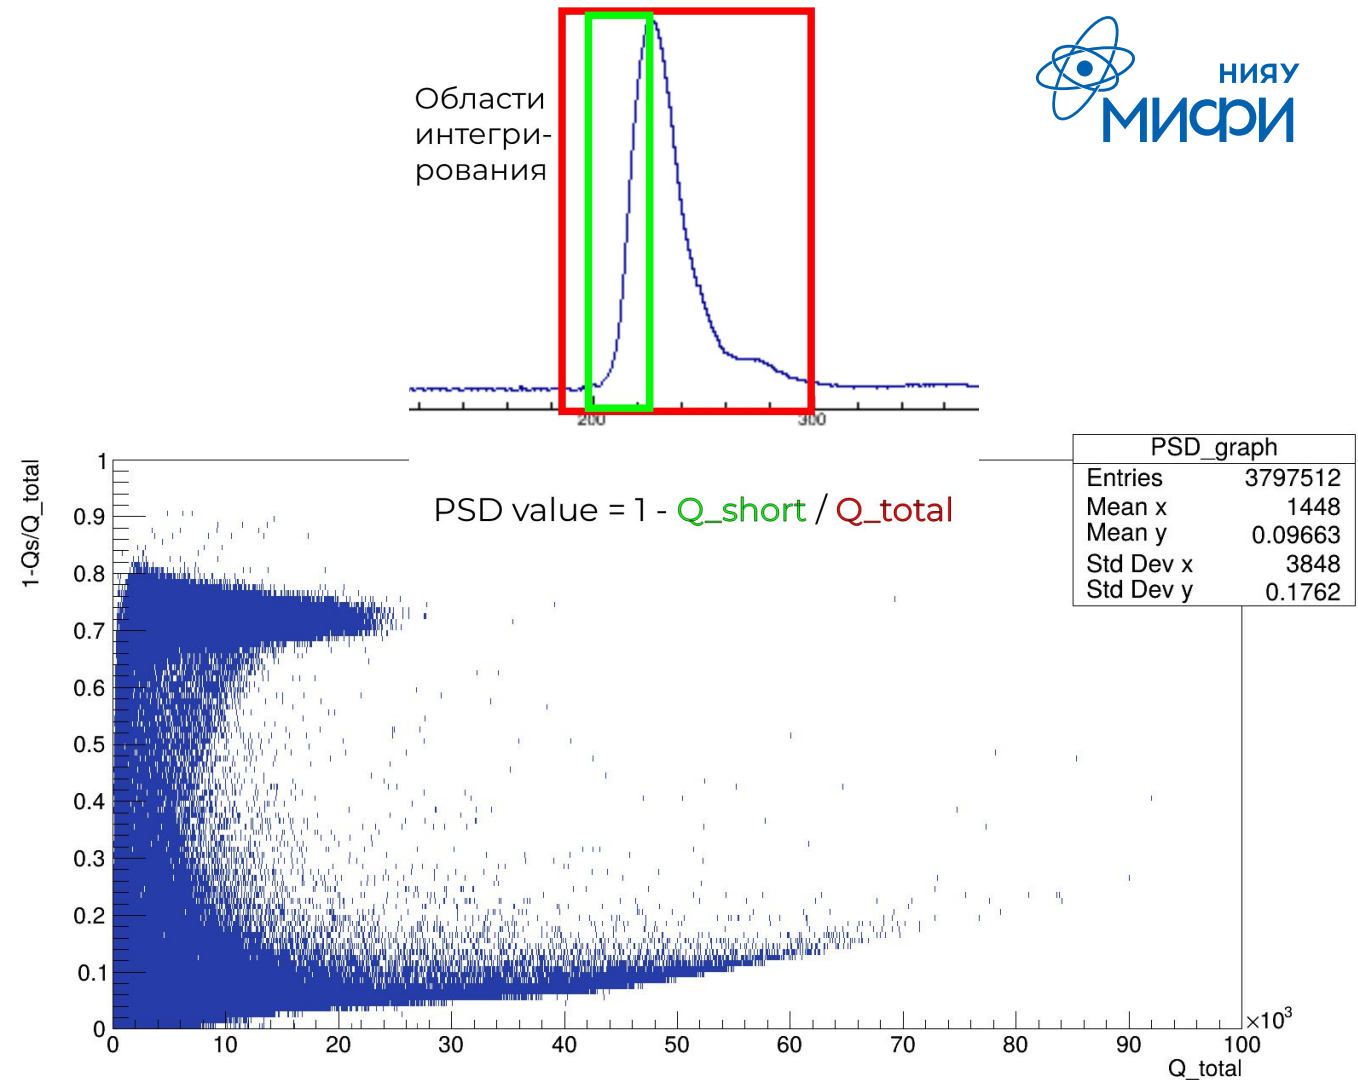 Области
интегри-
рования
НИЯУ
МИФИ
200
300
PSD value = 1 - Q_short / Q_total
PSD_graph
Entries 3797512
Mean x 1448
Mean y 0.09663
Std Dev x 3848
Std Dev y 0.1762
1-Qs/Q_total
1
0.9
0.8
0.7
0.6
0.5
0.4
0.3
0.2
0.1
0
0 10 20 30 40 50 60 70 80 90 100
×10³
Q_total